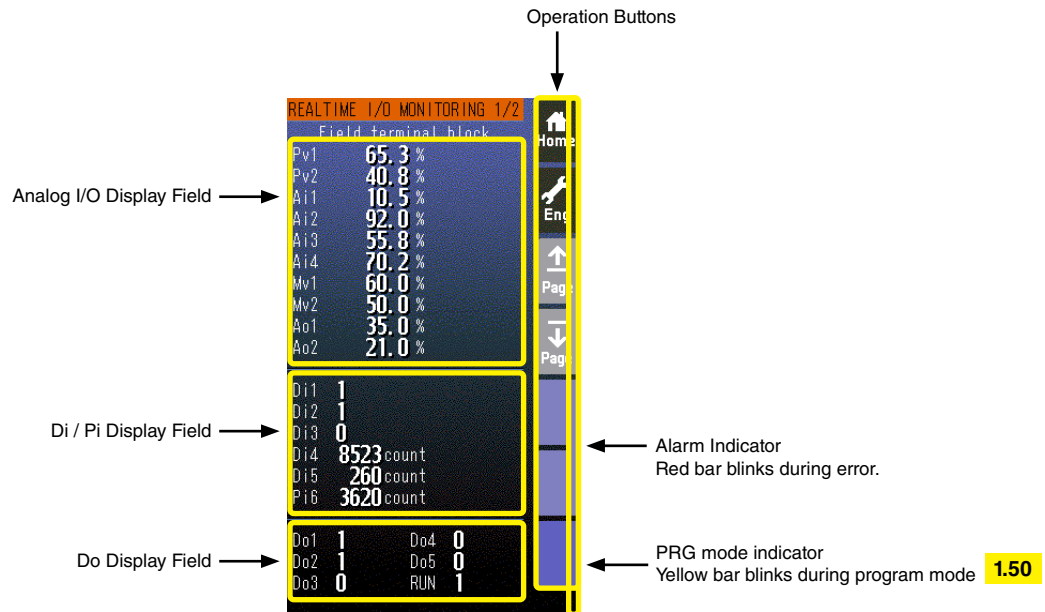 Operation Buttons
REALTIME I/O MONITORING 1/2
Field terminal block
Home
Eng
Page
Page
Analog I/O Display Field
Pv1 65.3 %
Pv2 40.8 %
Ai1 10.5 %
Ai2 92.0 %
Ai3 55.8 %
Ai4 70.2 %
Mv1 60.0 %
Mv2 50.0 %
Ao1 35.0 %
Ao2 21.0 %
Di / Pi Display Field
Di1 1
Di2 1
Di3 0
Di4 8523 count
Di5 260 count
Pi6 3620 count
Alarm Indicator
Red bar blinks during error.
Do Display Field
Do1 1 Do4 0
Do2 1 Do5 0
Do3 0 RUN 1
PRG mode indicator
Yellow bar blinks during program mode 1.50